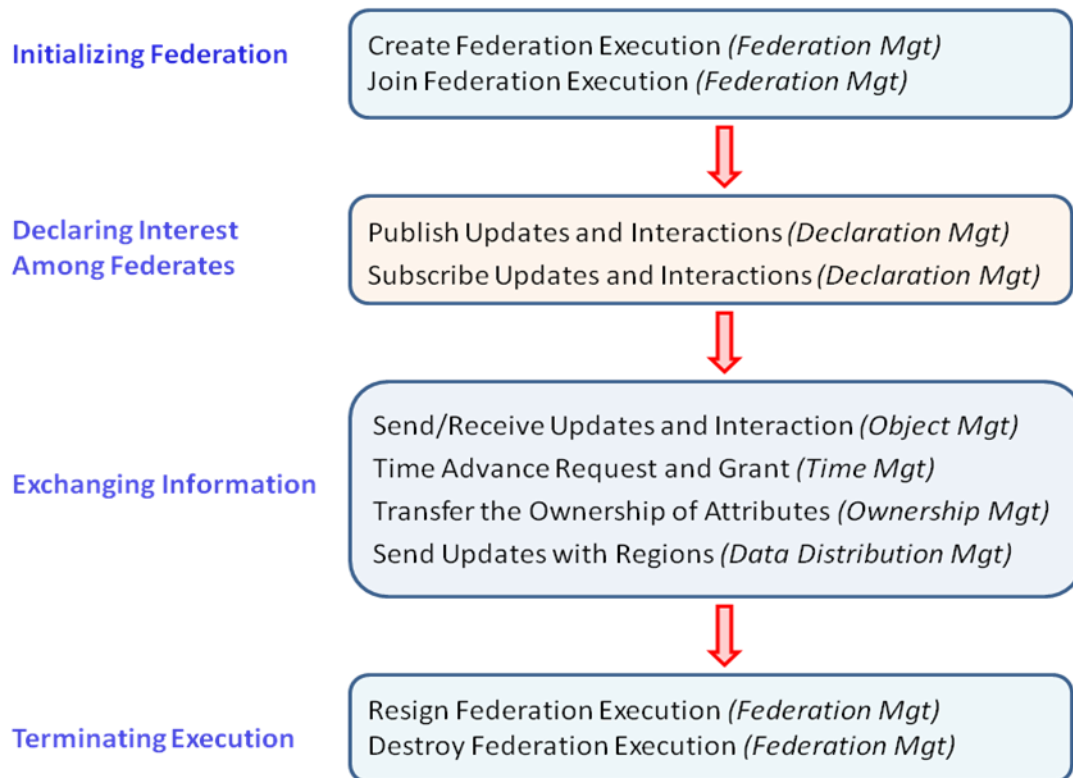 Initializing Federation
Create Federation Execution (Federation Mgt)
Join Federation Execution (Federation Mgt)
Declaring Interest
Among Federates
Publish Updates and Interactions (Declaration Mgt)
Subscribe Updates and Interactions (Declaration Mgt)
Exchanging Information
Send/Receive Updates and Interaction (Object Mgt)
Time Advance Request and Grant (Time Mgt)
Transfer the Ownership of Attributes (Ownership Mgt)
Send Updates with Regions (Data Distribution Mgt)
Terminating Execution
Resign Federation Execution (Federation Mgt)
Destroy Federation Execution (Federation Mgt)